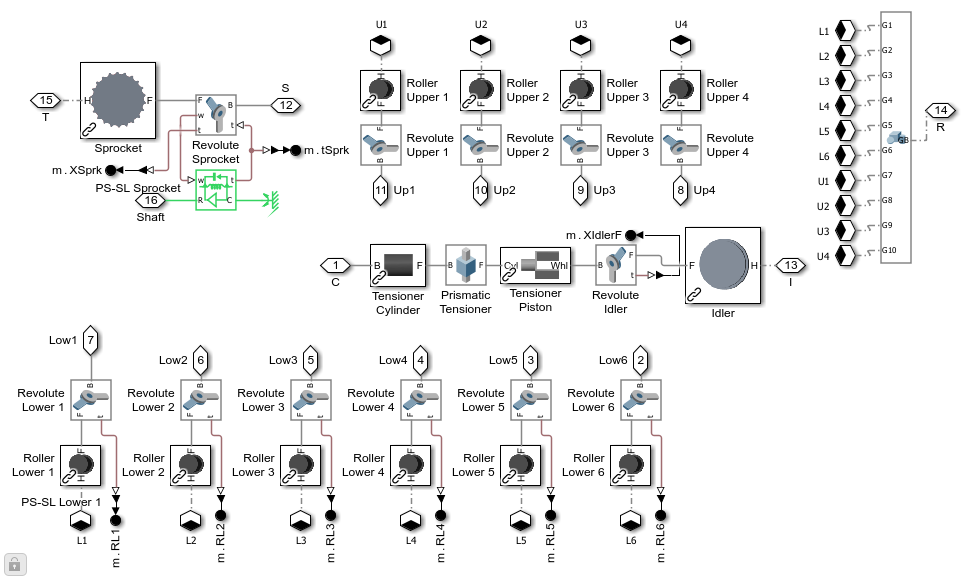 U1
U2
U3
U4
H
H
H
H
Roller
Upper 1
Roller
Upper 2
Roller
Upper 3
Roller
Upper 4
F
F
F
F
F
F
F
F
Revolute
Upper 1
Revolute
Upper 2
Revolute
Upper 3
Revolute
Upper 4
B
B
B
B
11 Up1
10 Up2
9 Up3
8 Up4
15
T
H
F
Sprocket
F
w
t
B
t
Revolute
Sprocket
S
12
m.XSprk
m.tSprk
PS-SL Sprocket
16
Shaft
w
t
R
C
L1
L2
L3
L4
L5
L6
U1
U2
U3
U4
G1
G2
G3
G4
G5
G6
G7
G8
G9
G10
GB
14
R
1
C
B
F
Tensioner
Cylinder
B
F
Prismatic
Tensioner
Cyl
Whl
Tensioner
Piston
m.XIdlerF
B
F
t
Revolute
Idler
F
H
Idler
13
I
Low1
7
Low2
6
Low3
5
Low4
4
Low5
3
Low6
2
B
B
B
B
B
B
Revolute
Lower 1
Revolute
Lower 2
Revolute
Lower 3
Revolute
Lower 4
Revolute
Lower 5
Revolute
Lower 6
F
t
F
t
F
t
F
t
F
t
F
t
F
F
F
F
F
F
Roller
Lower 1
Roller
Lower 2
Roller
Lower 3
Roller
Lower 4
Roller
Lower 5
Roller
Lower 6
H
H
H
H
H
H
PS-SL Lower 1
L1
L2
L3
L4
L5
L6
m.RL1
m.RL2
m.RL3
m.RL4
m.RL5
m.RL6